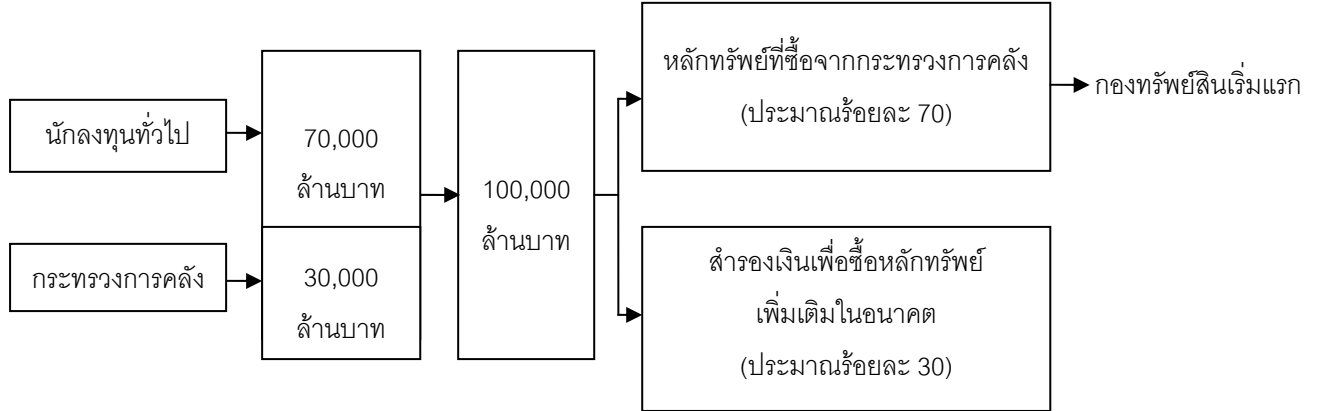 นักลงทุนทั่วไป
70,000
ล้านบาท
กระทรวงการคลัง
30,000
ล้านบาท
100,000
ล้านบาท
หลักทรัพย์ที่ซื้อจากกระทรวงการคลัง
(ประมาณร้อยละ 70)
กองทรัพย์สินเริ่มแรก
สำรองเงินเพื่อซื้อหลักทรัพย์
เพิ่มเติมในอนาคต
(ประมาณร้อยละ 30)